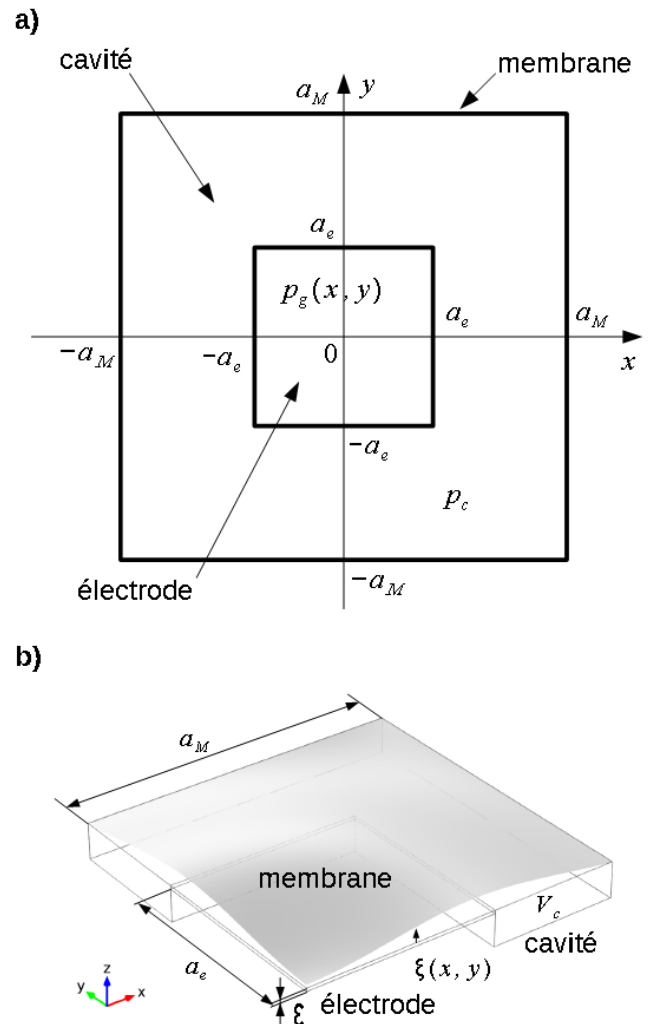 a)
cavité
membrane
a_M
y
a_e
p_g(x, y)
a_e
a_M
−a_M
−a_e
0
x
−a_e
p_c
électrode
−a_M
b)
a_M
membrane
V_c
cavité
a_e
ξ(x, y)
z
y
x
ε
électrode